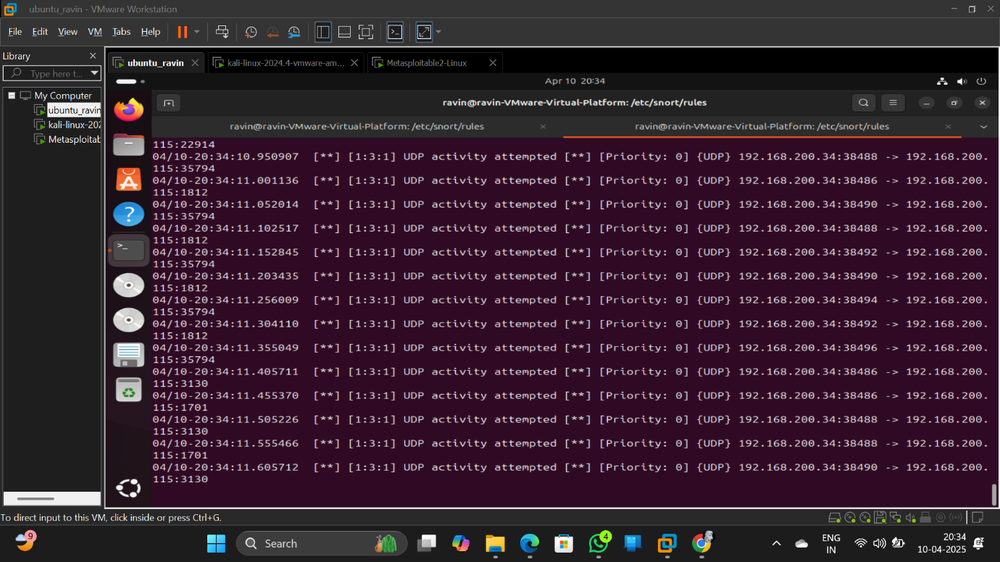 ubuntu_ravin - VMware Workstation
File Edit View VM Tabs Help
Library
Type here t...
My Computer
ubuntu_ravin
kali-linux-202
Metasploitab
ubuntu_ravin
kali-linux-2024.4-vmware-am...
Metasploitable2-Linux
Apr 10 20:34
ravin@ravin-VMware-Virtual-Platform: /etc/snort/rules
ravin@ravin-VMware-Virtual-Platform: /etc/snort/rules
ravin@ravin-VMware-Virtual-Platform: /etc/snort/rules
115:22914
04/10-20:34:10.950907 [**] [1:3:1] UDP activity attempted [**] [Priority: 0] {UDP} 192.168.200.34:38488 -> 192.168.200.
115:35794
04/10-20:34:11.001136 [**] [1:3:1] UDP activity attempted [**] [Priority: 0] {UDP} 192.168.200.34:38486 -> 192.168.200.
115:1812
04/10-20:34:11.052014 [**] [1:3:1] UDP activity attempted [**] [Priority: 0] {UDP} 192.168.200.34:38490 -> 192.168.200.
115:35794
04/10-20:34:11.102517 [**] [1:3:1] UDP activity attempted [**] [Priority: 0] {UDP} 192.168.200.34:38488 -> 192.168.200.
115:1812
04/10-20:34:11.152845 [**] [1:3:1] UDP activity attempted [**] [Priority: 0] {UDP} 192.168.200.34:38492 -> 192.168.200.
115:35794
04/10-20:34:11.203435 [**] [1:3:1] UDP activity attempted [**] [Priority: 0] {UDP} 192.168.200.34:38490 -> 192.168.200.
115:1812
04/10-20:34:11.256009 [**] [1:3:1] UDP activity attempted [**] [Priority: 0] {UDP} 192.168.200.34:38494 -> 192.168.200.
115:35794
04/10-20:34:11.304110 [**] [1:3:1] UDP activity attempted [**] [Priority: 0] {UDP} 192.168.200.34:38492 -> 192.168.200.
115:1812
04/10-20:34:11.355049 [**] [1:3:1] UDP activity attempted [**] [Priority: 0] {UDP} 192.168.200.34:38496 -> 192.168.200.
115:35794
04/10-20:34:11.405711 [**] [1:3:1] UDP activity attempted [**] [Priority: 0] {UDP} 192.168.200.34:38486 -> 192.168.200.
115:3130
04/10-20:34:11.455370 [**] [1:3:1] UDP activity attempted [**] [Priority: 0] {UDP} 192.168.200.34:38486 -> 192.168.200.
115:1701
04/10-20:34:11.505226 [**] [1:3:1] UDP activity attempted [**] [Priority: 0] {UDP} 192.168.200.34:38488 -> 192.168.200.
115:3130
04/10-20:34:11.555466 [**] [1:3:1] UDP activity attempted [**] [Priority: 0] {UDP} 192.168.200.34:38488 -> 192.168.200.
115:1701
04/10-20:34:11.605712 [**] [1:3:1] UDP activity attempted [**] [Priority: 0] {UDP} 192.168.200.34:38490 -> 192.168.200.
115:3130
To direct input to this VM, click inside or press Ctrl+G.
9
Search
4
ENG
IN
20:34
10-04-2025